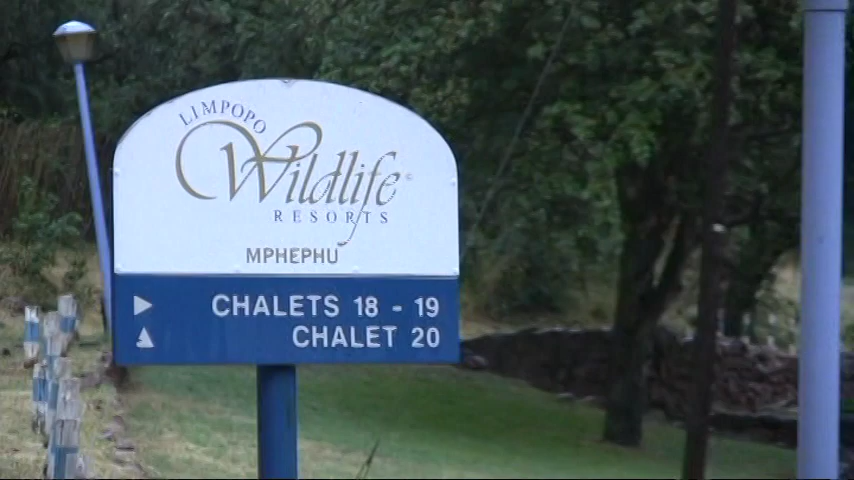 LIMPOPO
Wildlife
RESORTS
MPHEPHU
CHALETS 18 - 19
CHALET 20